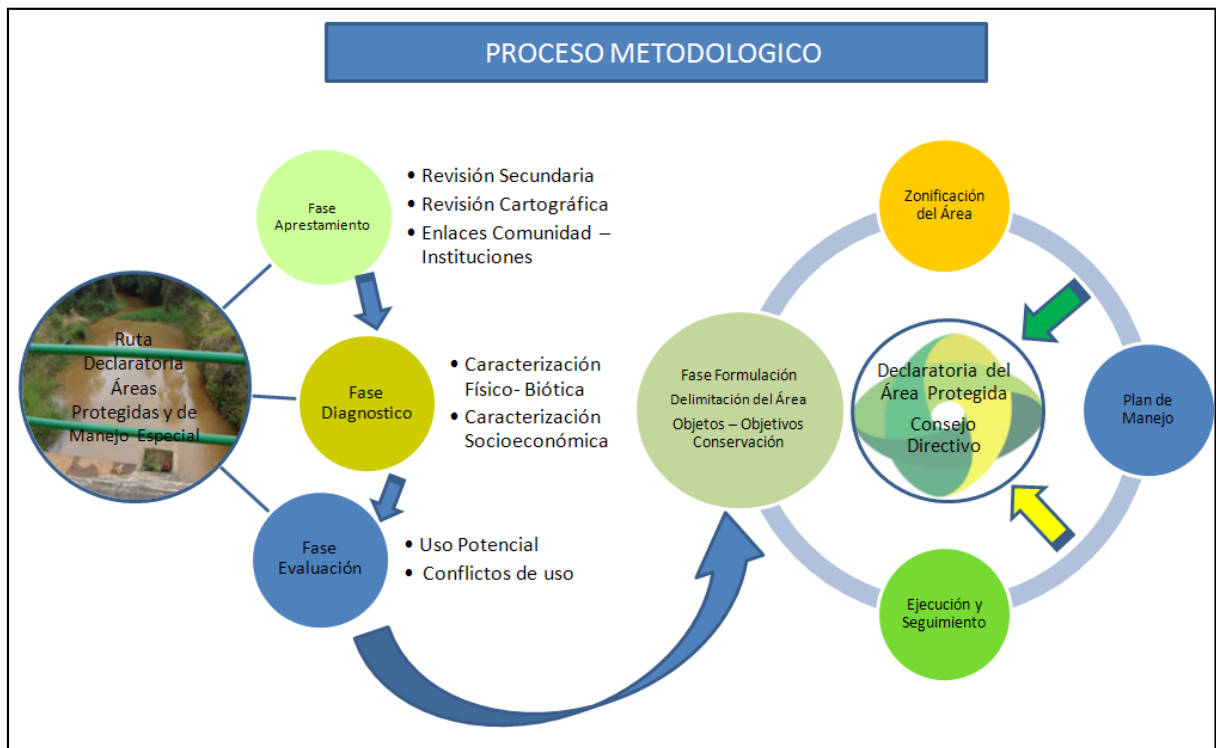 PROCESO METODOLOGICO
Fase
Aprestamiento
• Revisión Secundaria
• Revisión Cartográfica
• Enlaces Comunidad –
Instituciones
Ruta
Declaratoria
Áreas
Protegidas y de
Manejo Especial
Fase
Diagnostico
• Caracterización
Físico- Biótica
• Caracterización
Socioeconómica
Fase
Evaluación
• Uso Potencial
• Conflictos de uso
Fase Formulación
Delimitación del Área
Objetos – Objetivos
Conservación
Zonificación
del Área
Declaratoria del
Área Protegida
Consejo
Directivo
Plan de
Manejo
Ejecución y
Seguimiento